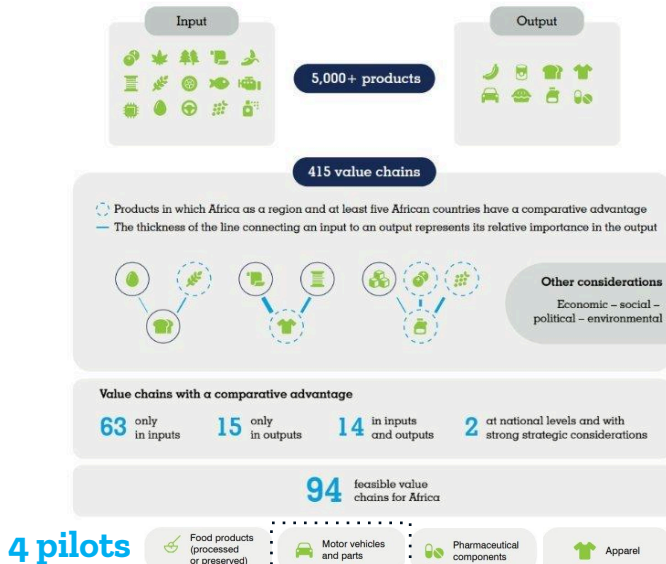 Input
Output
5,000+ products
415 value chains
Products in which Africa as a region and at least five African countries have a comparative advantage
The thickness of the line connecting an input to an output represents its relative importance in the output
Other considerations
Economic – social –
political – environmental
Value chains with a comparative advantage
63 only
in inputs
15 only
in outputs
14 in inputs
and outputs
2 at national levels and with
strong strategic considerations
94 feasible value
chains for Africa
4 pilots
Food products
(processed
or preserved)
Motor vehicles
and parts
Pharmaceutical
components
Apparel